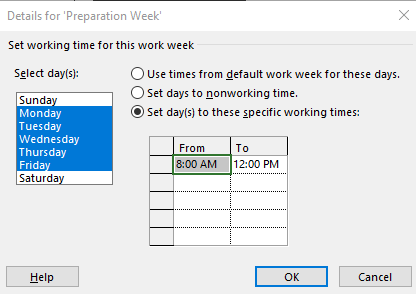 Details for 'Preparation Week'
Set working time for this work week
Select day(s):
Sunday
Monday
Tuesday
Wednesday
Thursday
Friday
Saturday
Use times from default work week for these days.
Set days to nonworking time.
Set day(s) to these specific working times:
From To
8:00 AM 12:00 PM
Help OK Cancel